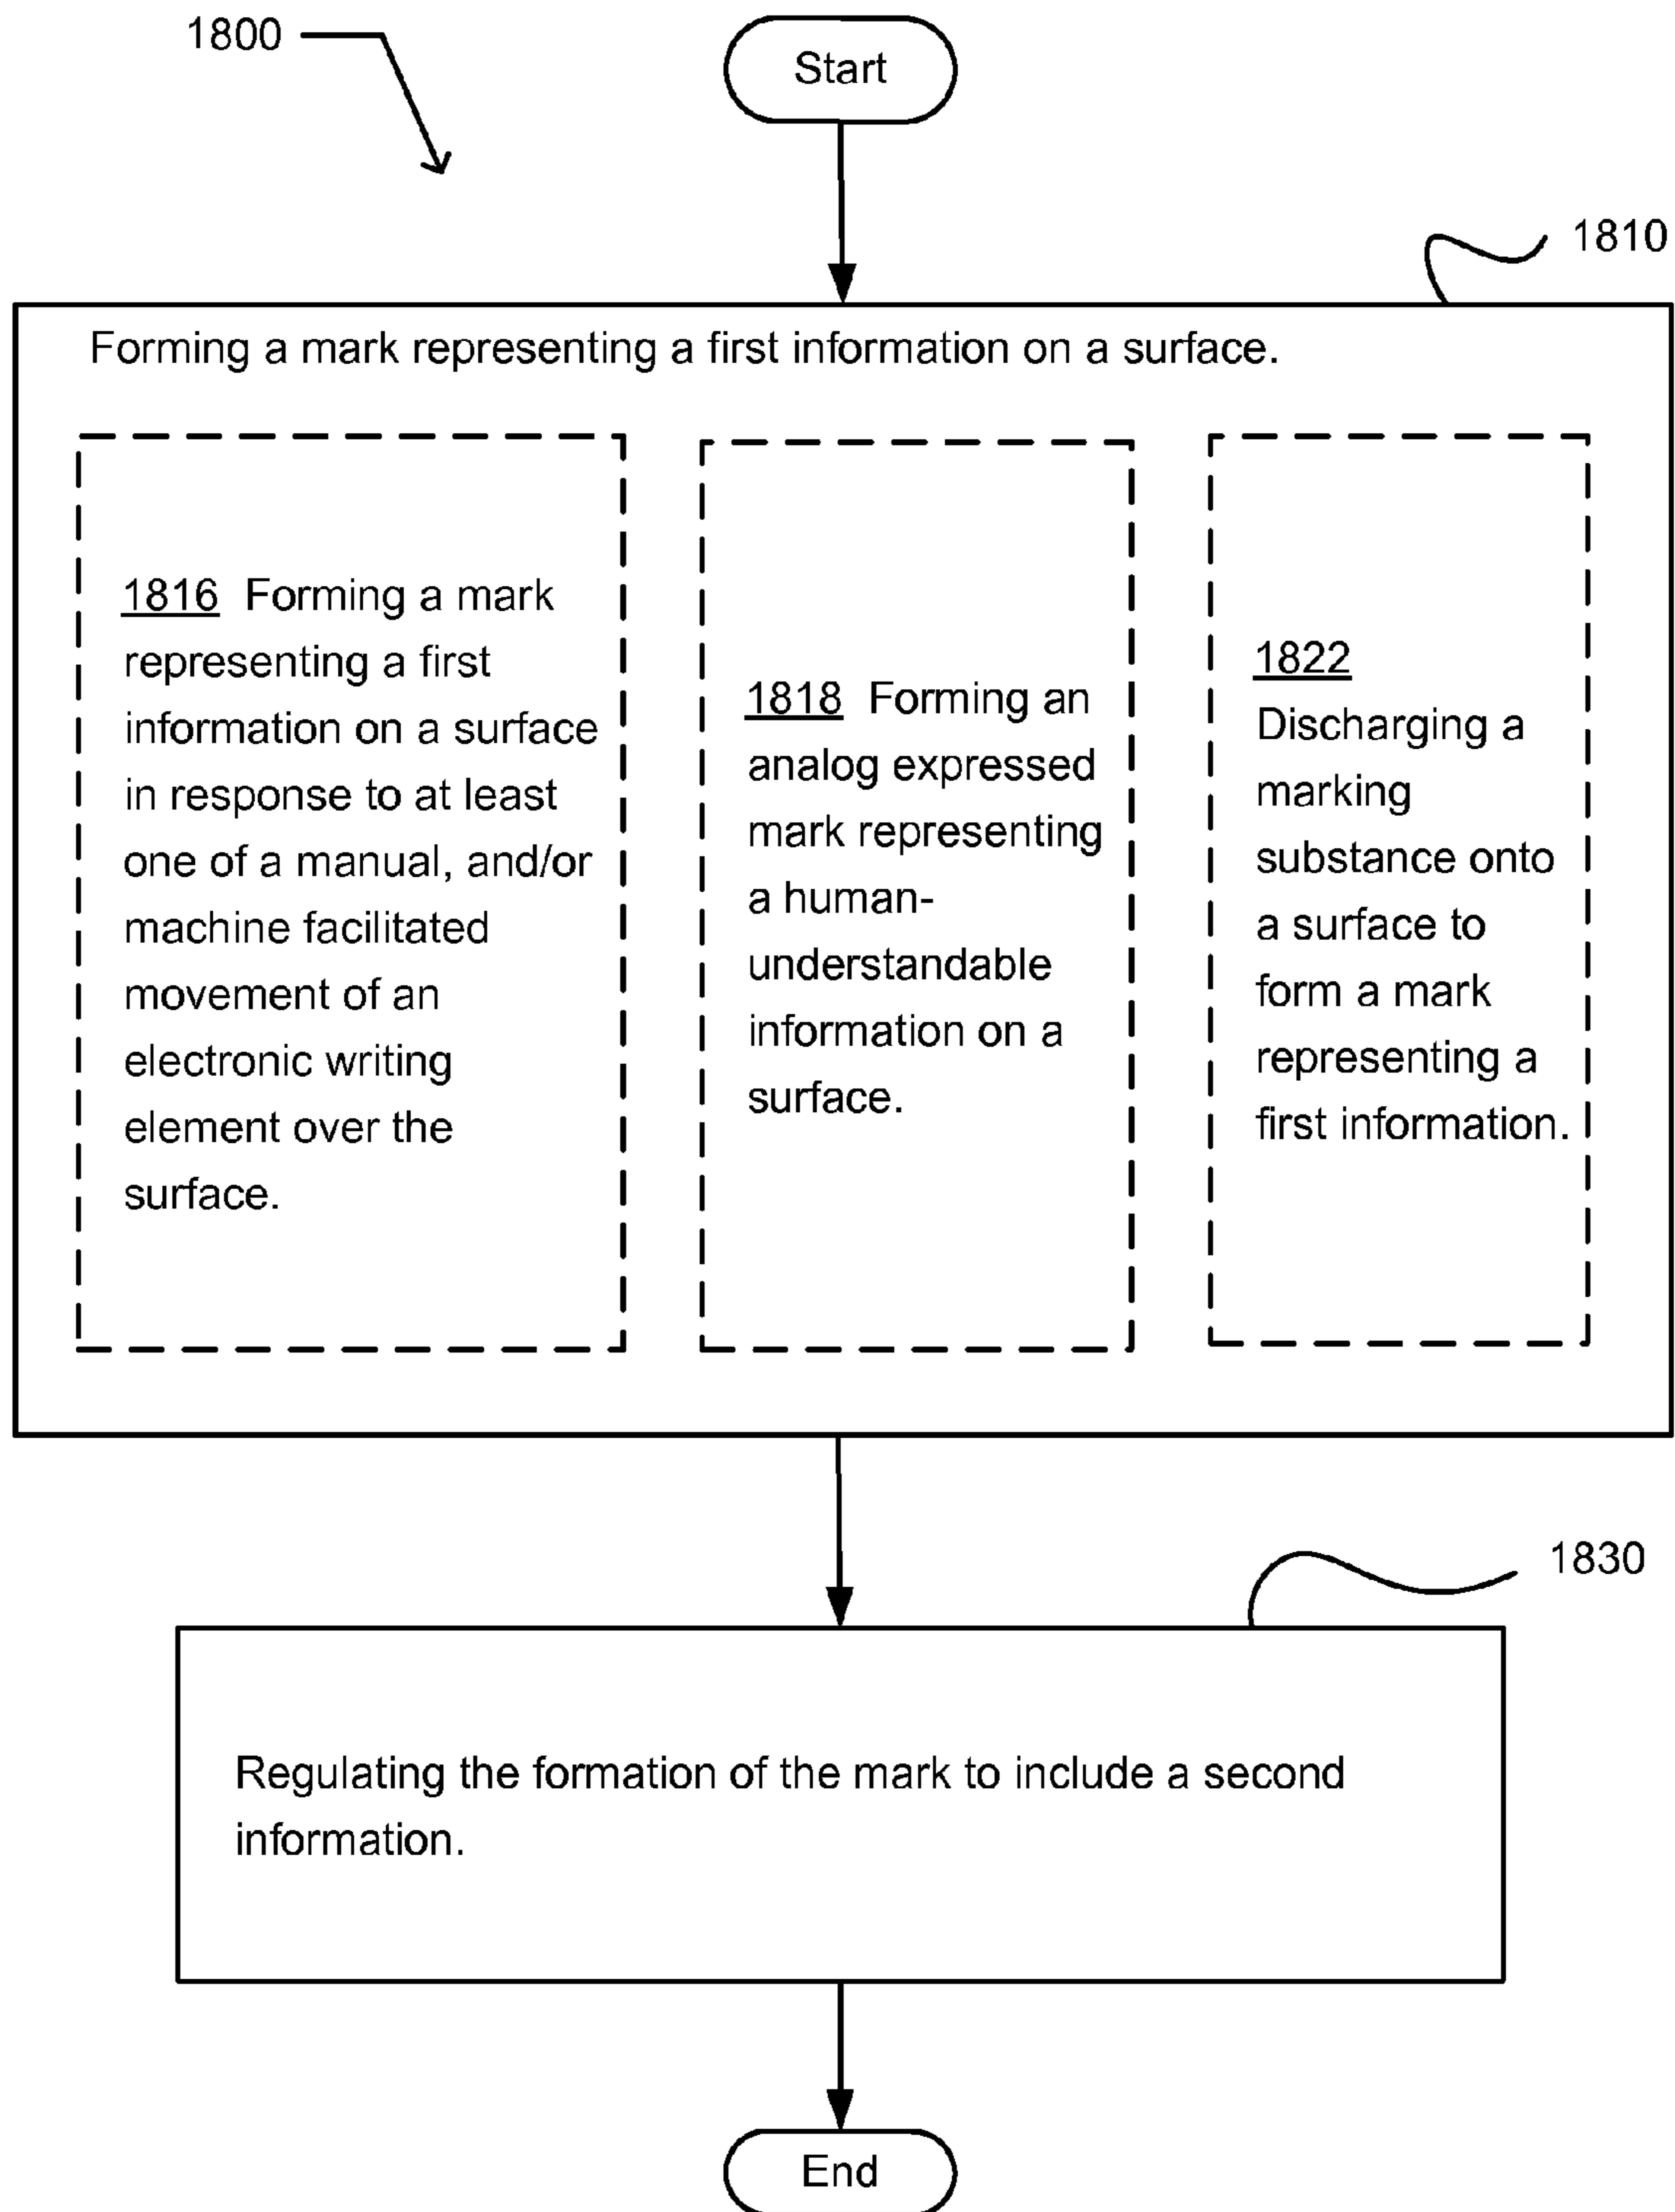 1800
Start
1810
Forming a mark representing a first information on a surface.
1816 Forming a mark
representing a first
information on a surface
in response to at least
one of a manual, and/or
machine facilitated
movement of an
electronic writing
element over the
surface.
1818 Forming an
analog expressed
mark representing
a human-
understandable
information on a
surface.
1822
Discharging a
marking
substance onto
a surface to
form a mark
representing a
first information.
1830
Regulating the formation of the mark to include a second
information.
End